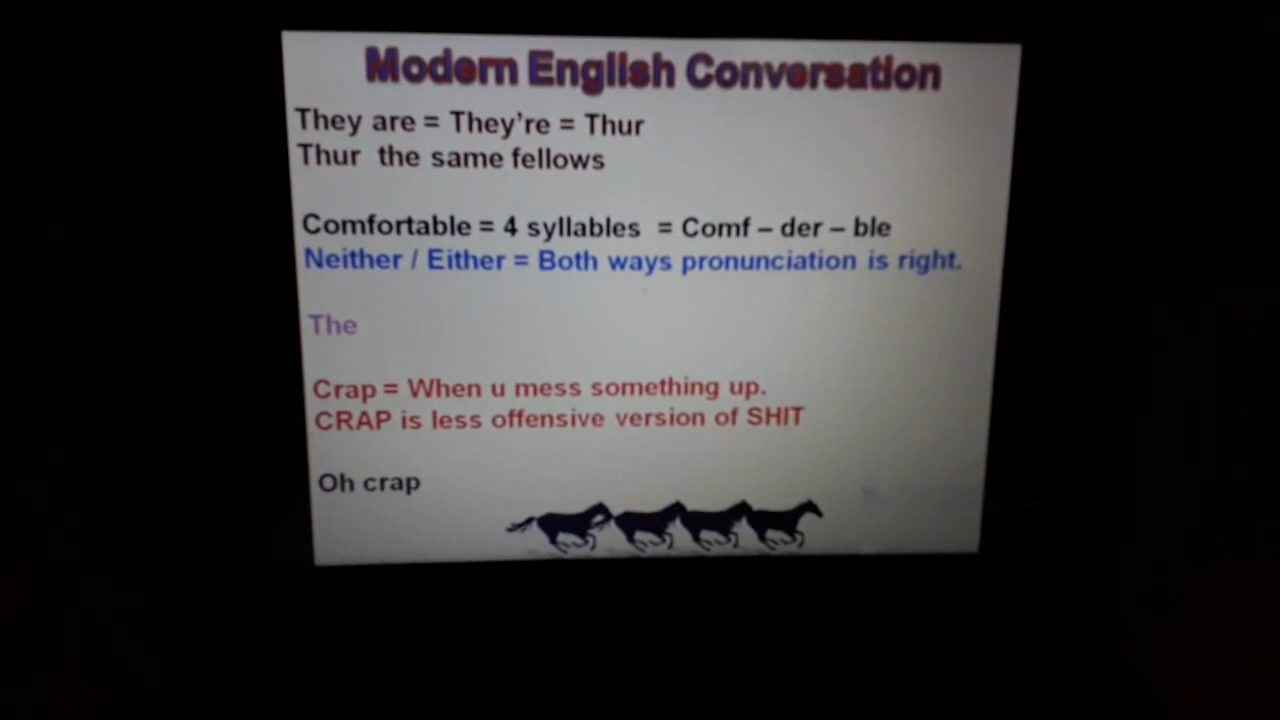 Modern English Conversation
They are = They're = Thur
Thur the same fellows
Comfortable = 4 syllables = Comf – der – ble
Neither / Either = Both ways pronunciation is right.
The
Crap = When u mess something up.
CRAP is less offensive version of SHIT
Oh crap